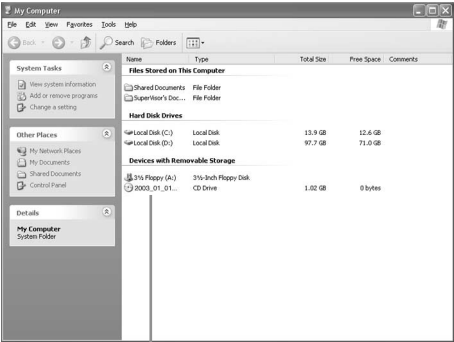 My Computer
File Edit View Favorites Tools Help
Back Search Folders
System Tasks
View system information
Add or remove programs
Change a setting
Other Places
My Network Places
My Documents
Shared Documents
Control Panel
Details
My Computer
System Folder
Name Type Total Size Free Space Comments
Files Stored on This Computer
Shared Documents File Folder
SuperVisor's Doc... File Folder
Hard Disk Drives
Local Disk (C:) Local Disk 13.9 GB 12.6 GB
Local Disk (D:) Local Disk 97.7 GB 71.0 GB
Devices with Removable Storage
3½ Floppy (A:) 3½-Inch Floppy Disk
2003_01_01... CD Drive 1.02 GB 0 bytes